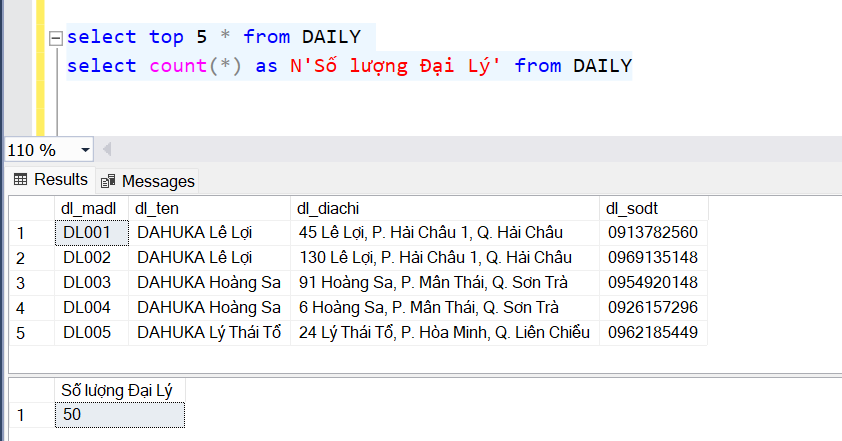 select top 5 * from DAILY
select count(*) as N'Số lượng Đại Lý' from DAILY
110 %
Results Messages
dl_madl dl_ten dl_diachi dl_sodt
1 DL001 DAHUKA Lê Lợi 45 Lê Lợi, P. Hải Châu 1, Q. Hải Châu 0913782560
2 DL002 DAHUKA Lê Lợi 130 Lê Lợi, P. Hải Châu 1, Q. Hải Châu 0969135148
3 DL003 DAHUKA Hoàng Sa 91 Hoàng Sa, P. Mân Thái, Q. Sơn Trà 0954920148
4 DL004 DAHUKA Hoàng Sa 6 Hoàng Sa, P. Mân Thái, Q. Sơn Trà 0926157296
5 DL005 DAHUKA Lý Thái Tổ 24 Lý Thái Tổ, P. Hòa Minh, Q. Liên Chiểu 0962185449
Số lượng Đại Lý
1 50